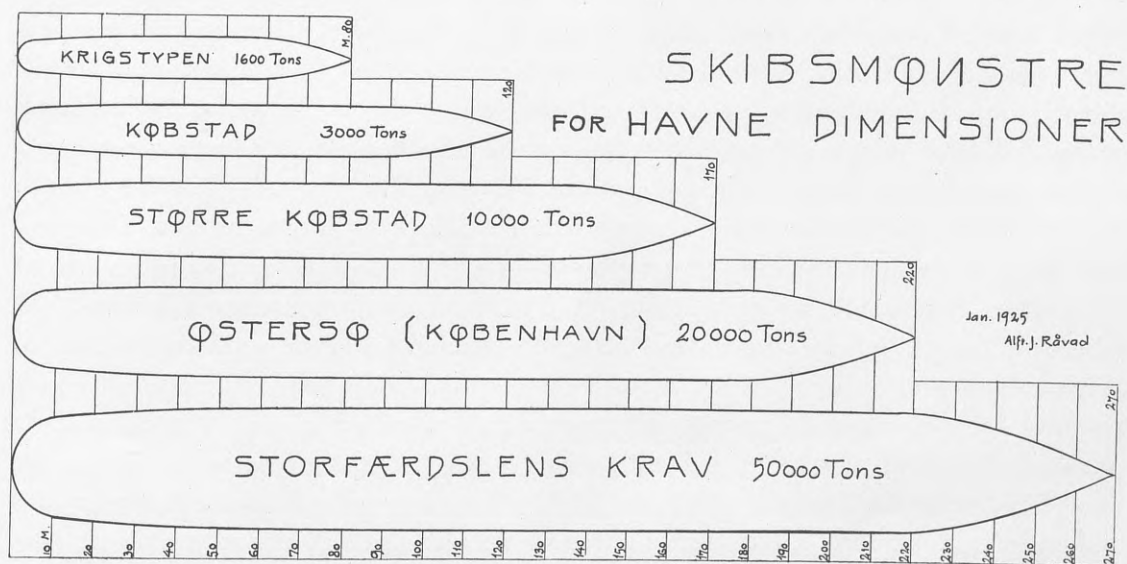 SKIBSMØNSTRE
FOR HAVNE DIMENSIONER
KRIGSTYPEN 1600 Tons
M. 80
KØBSTAD 3000 Tons
120
STØRRE KØBSTAD 10000 Tons
170
ØSTERSØ (KØBENHAVN) 20000 Tons
220
Jan. 1925
Alfr. J. Råvad
STORFÆRDSLENS KRAV 50000 Tons
270
10 M. 20 30 40 50 60 70 80 90 100 110 120 130 140 150 160 170 180 190 200 210 220 230 240 250 260 270